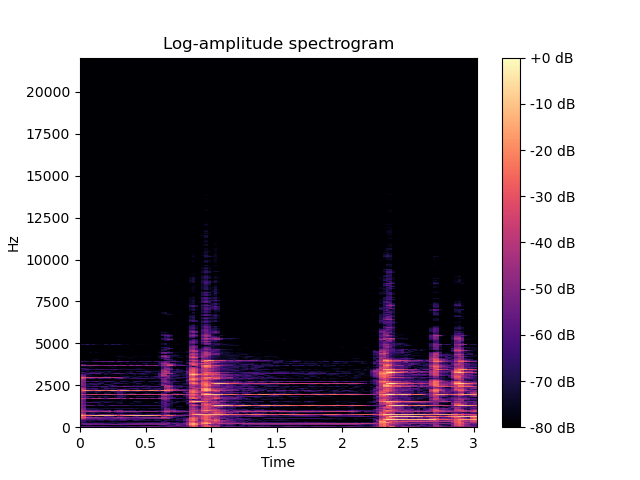 Log-amplitude spectrogram
Hz
20000
17500
15000
12500
10000
7500
5000
2500
0
0 0.5 1 1.5 2 2.5 3
Time
+0 dB
-10 dB
-20 dB
-30 dB
-40 dB
-50 dB
-60 dB
-70 dB
-80 dB